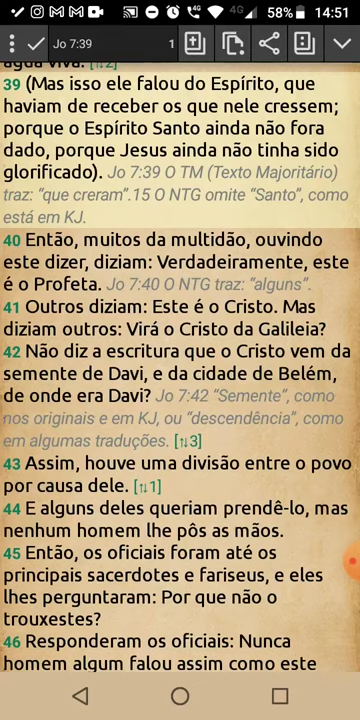 58% 14:51
Jo 7:39 1
água viva. [⇅2]
39 (Mas isso ele falou do Espírito, que
haviam de receber os que nele cressem;
porque o Espírito Santo ainda não fora
dado, porque Jesus ainda não tinha sido
glorificado). Jo 7:39 O TM (Texto Majoritário)
traz: “que creram”.15 O NTG omite “Santo”, como
está em KJ.
40 Então, muitos da multidão, ouvindo
este dizer, diziam: Verdadeiramente, este
é o Profeta. Jo 7:40 O NTG traz: “alguns”.
41 Outros diziam: Este é o Cristo. Mas
diziam outros: Virá o Cristo da Galileia?
42 Não diz a escritura que o Cristo vem da
semente de Davi, e da cidade de Belém,
de onde era Davi? Jo 7:42 “Semente”, como
nos originais e em KJ, ou “descendência”, como
em algumas traduções. [⇅3]
43 Assim, houve uma divisão entre o povo
por causa dele. [⇅1]
44 E alguns deles queriam prendê-lo, mas
nenhum homem lhe pôs as mãos.
45 Então, os oficiais foram até os
principais sacerdotes e fariseus, e eles
lhes perguntaram: Por que não o
trouxestes?
46 Responderam os oficiais: Nunca
homem algum falou assim como este